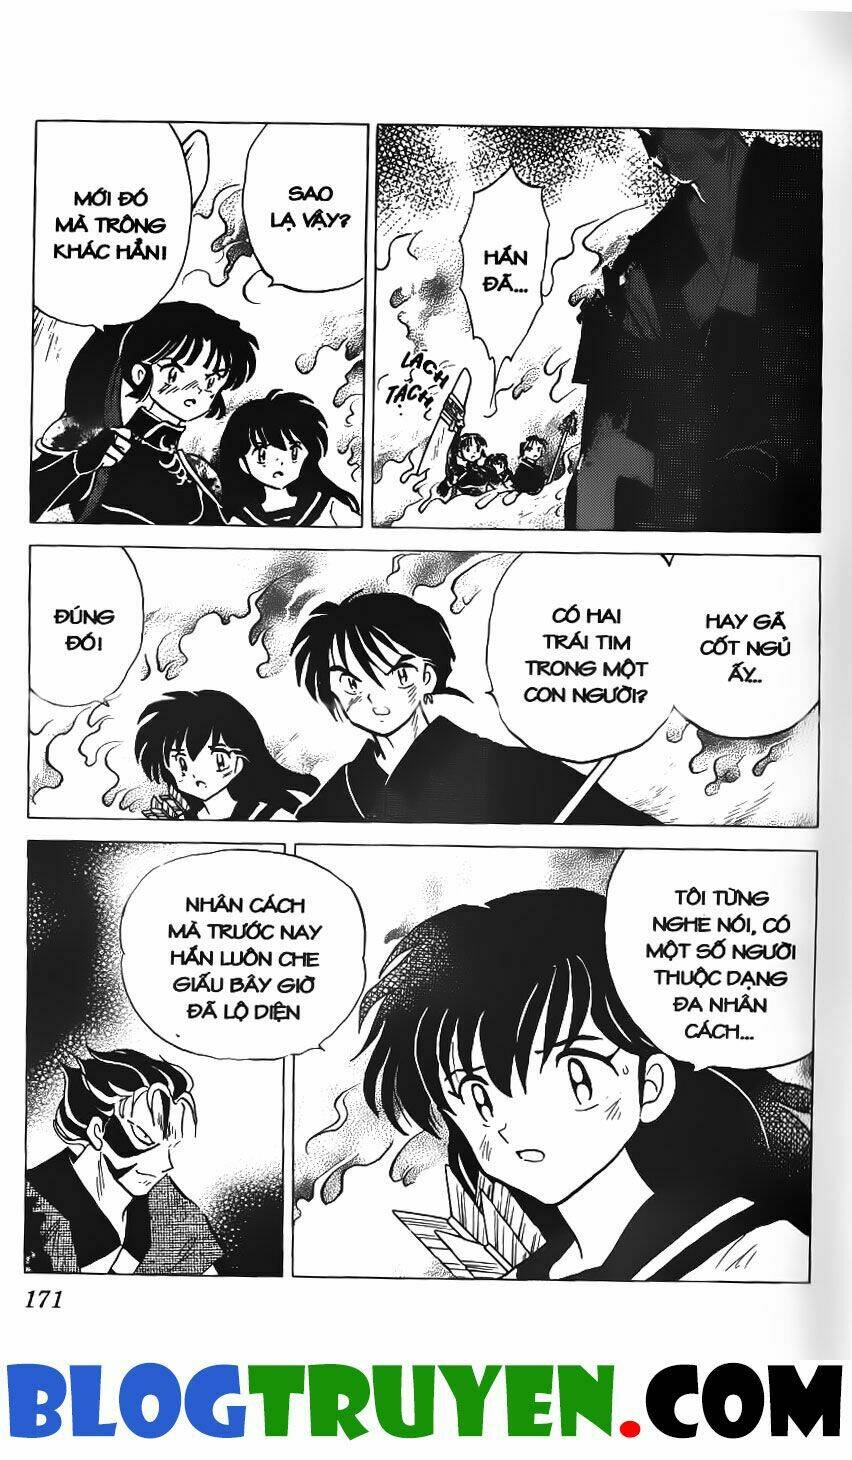 HẮN
ĐÃ...
LÁCH
TÁCH
SAO
LẠ VẬY?
MỚI ĐÓ
MÀ TRÔNG
KHÁC HẲN!
HAY GÃ
CỐT NGỦ
ẤY...
CÓ HAI
TRÁI TIM
TRONG MỘT
CON NGƯỜI?
ĐÚNG
ĐÓ!
TÔI TỪNG
NGHE NÓI, CÓ
MỘT SỐ NGƯỜI
THUỘC DẠNG
ĐA NHÂN
CÁCH...
NHÂN CÁCH
MÀ TRƯỚC NAY
HẮN LUÔN CHE
GIẤU BÂY GIỜ
ĐÃ LỘ DIỆN
171
BLOGTRUYEN.COM